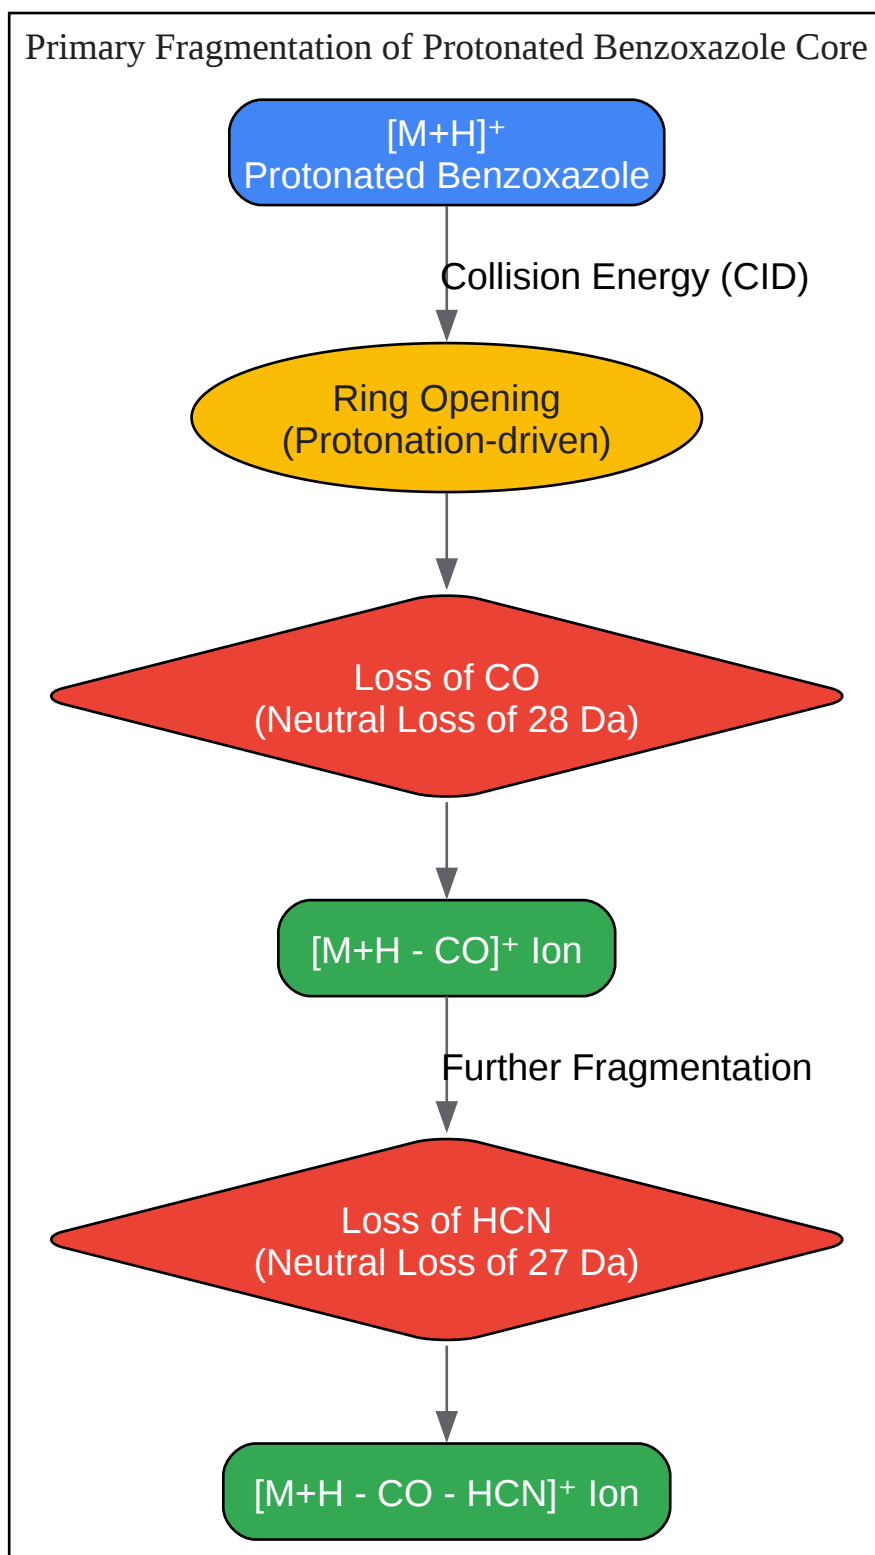 Primary Fragmentation of Protonated Benzoxazole Core
[M+H]⁺
Protonated Benzoxazole
Collision Energy (CID)
Ring Opening
(Protonation-driven)
Loss of CO
(Neutral Loss of 28 Da)
[M+H - CO]⁺ Ion
Further Fragmentation
Loss of HCN
(Neutral Loss of 27 Da)
[M+H - CO - HCN]⁺ Ion